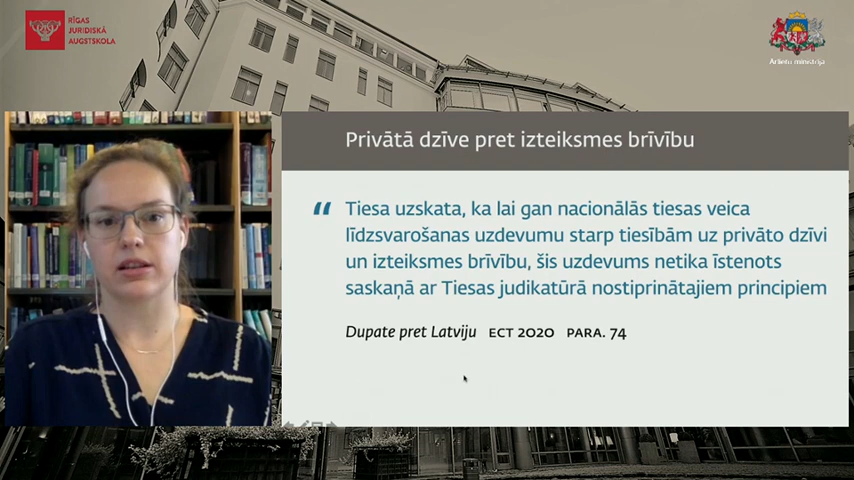 RĪGAS
JURIDISKĀ
AUGSTSKOLA
Ārlietu ministrija
Privātā dzīve pret izteiksmes brīvību
“ Tiesa uzskata, ka lai gan nacionālās tiesas veica
līdzsvarošanas uzdevumu starp tiesībām uz privāto dzīvi
un izteiksmes brīvību, šis uzdevums netika īstenots
saskaņā ar Tiesas judikatūrā nostiprinātajiem principiem
Dupate pret Latviju ECT 2020 PARA. 74